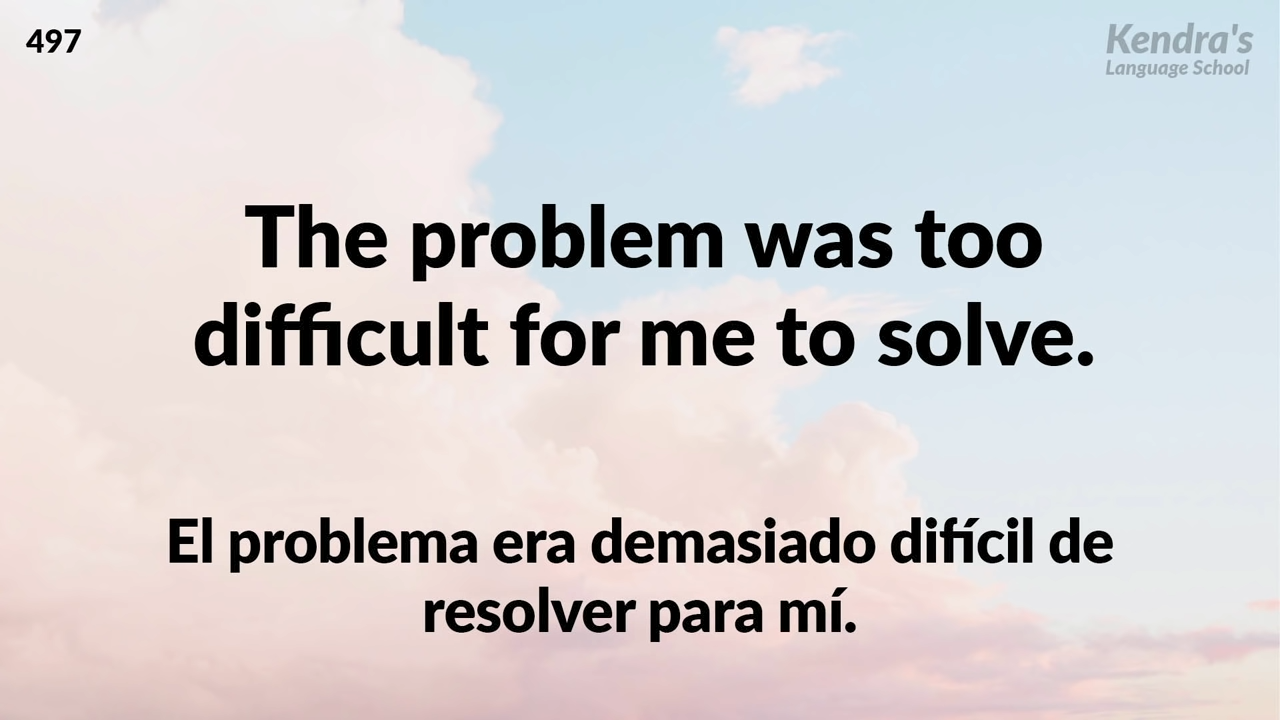 497
Kendra's
Language School
The problem was too
difficult for me to solve.
El problema era demasiado difícil de
resolver para mí.